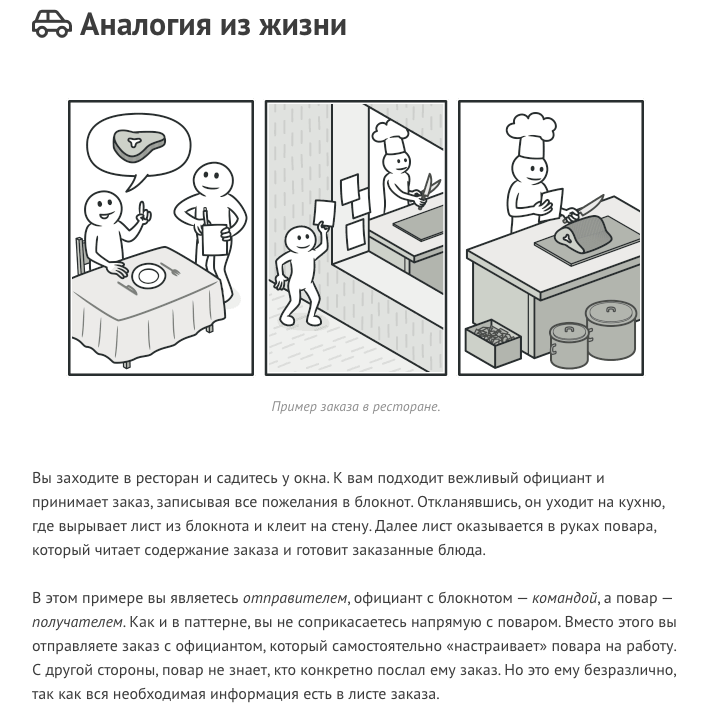 Аналогия из жизни
Пример заказа в ресторане.
Вы заходите в ресторан и садитесь у окна. К вам подходит вежливый официант и
принимает заказ, записывая все пожелания в блокнот. Откланявшись, он уходит на кухню,
где вырывает лист из блокнота и клеит на стену. Далее лист оказывается в руках повара,
который читает содержание заказа и готовит заказанные блюда.
В этом примере вы являетесь отправителем, официант с блокнотом — командой, а повар —
получателем. Как и в паттерне, вы не соприкасаетесь напрямую с поваром. Вместо этого вы
отправляете заказ с официантом, который самостоятельно «настраивает» повара на работу.
С другой стороны, повар не знает, кто конкретно послал ему заказ. Но это ему безразлично,
так как вся необходимая информация есть в листе заказа.